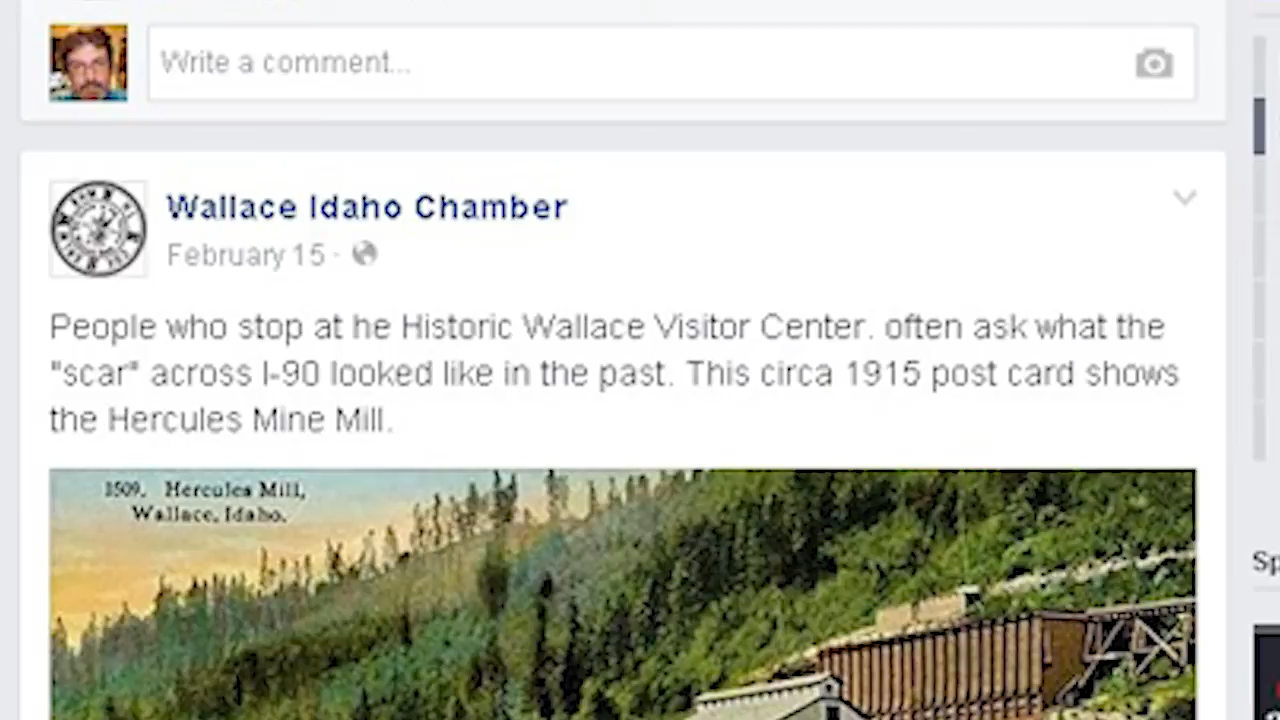 Write a comment...
Wallace Idaho Chamber
February 15 ·
People who stop at he Historic Wallace Visitor Center. often ask what the
"scar" across I-90 looked like in the past. This circa 1915 post card shows
the Hercules Mine Mill.
1509. Hercules Mill,
Wallace, Idaho.
Sp